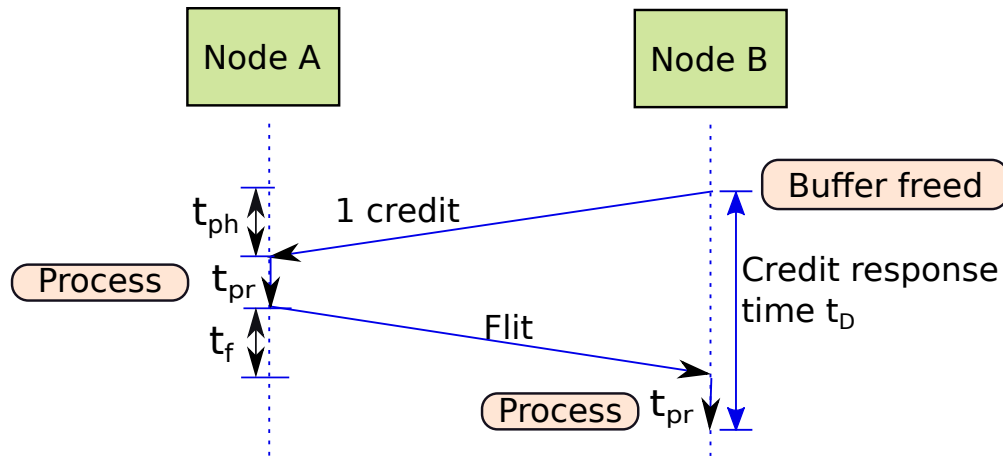 Node A
Node B
Buffer freed
1 credit
t_ph
Process
t_pr
Credit response
time t_D
Flit
t_f
Process
t_pr